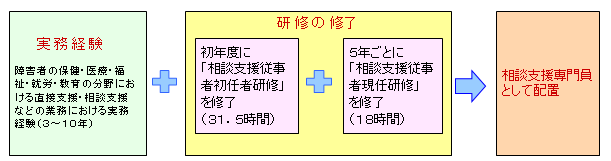 実務経験
障害者の保健・医療・福
祉・就労・教育の分野にお
ける直接支援・相談支援
などの業務における実務
経験（３～１０年）
研修の修了
初年度に
「相談支援従事
者初任者研修」
を修了
（３１．５時間）
５年ごとに
「相談支援従事
者現任研修」
を修了
（１８時間）
相談支援専門員
として配置